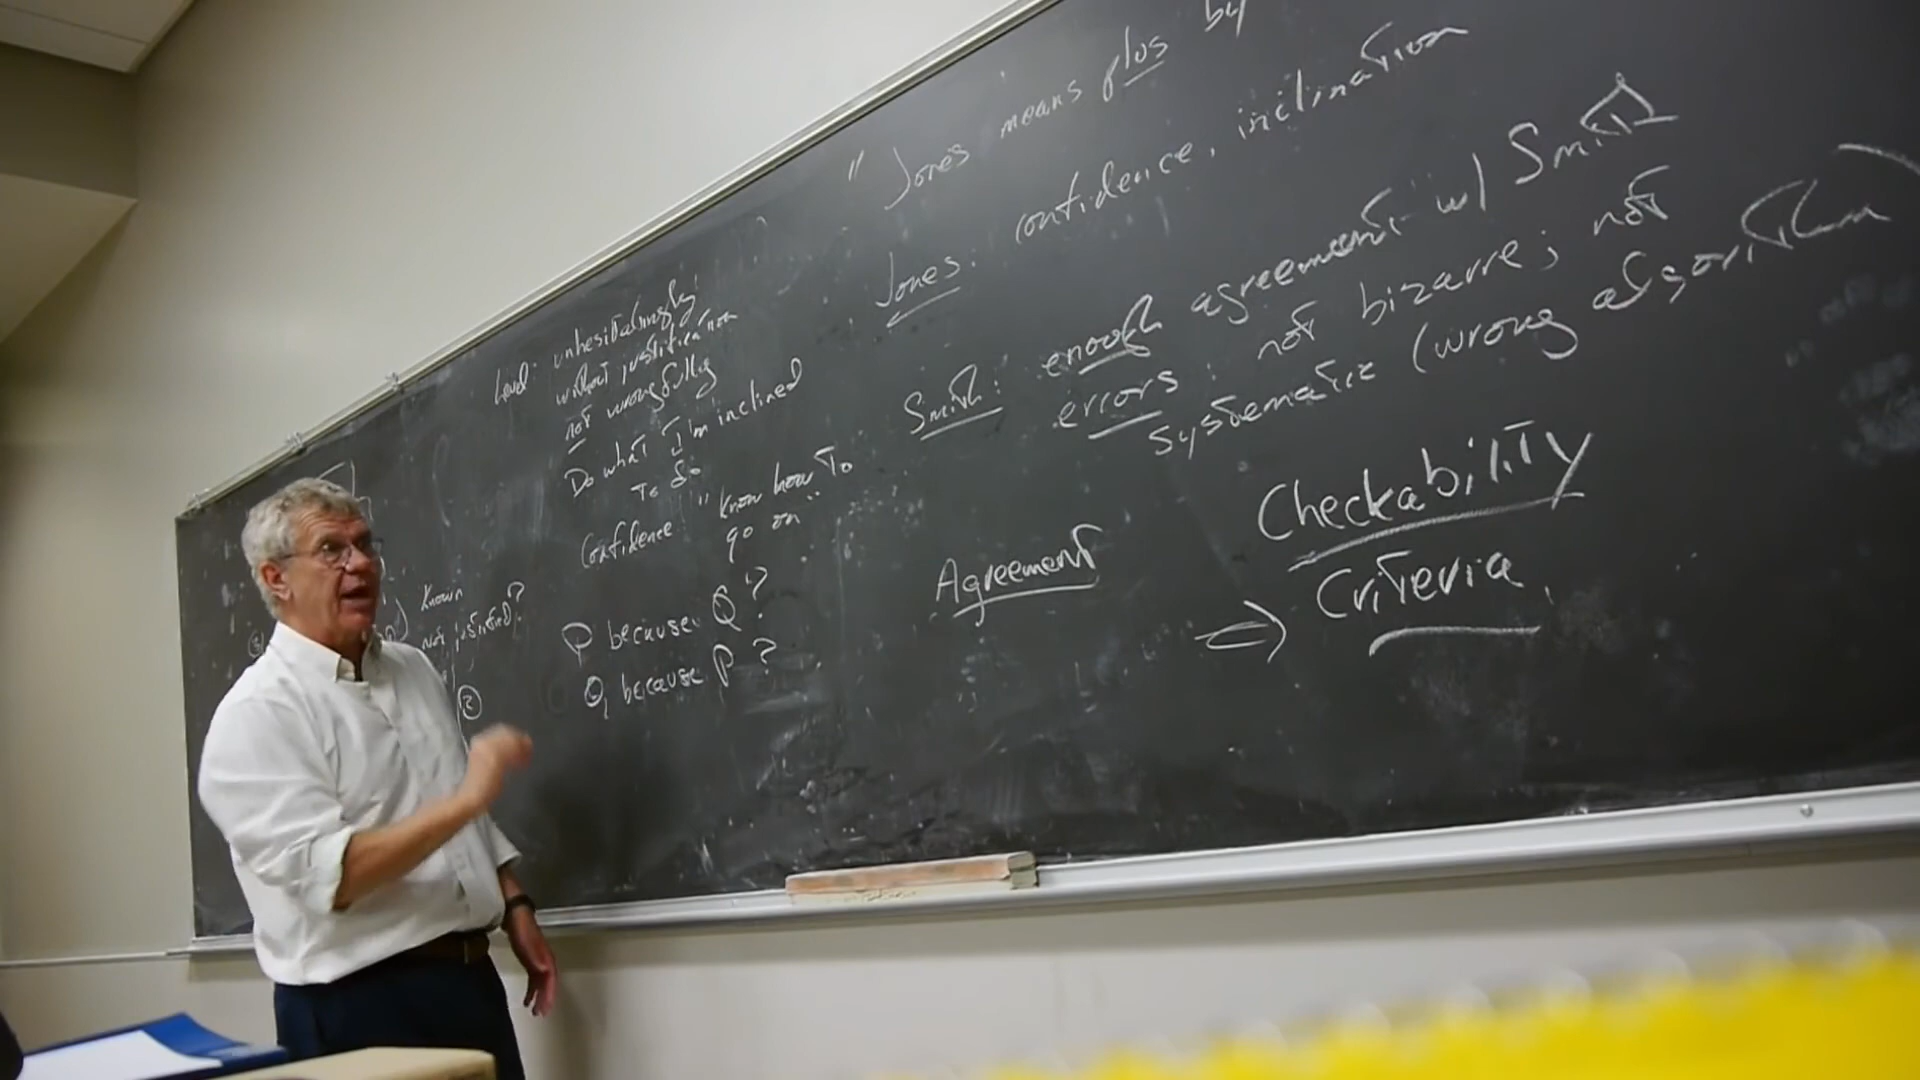 Known
not justified?
②
Level: unhesitatingly
without justification
not wrongfully
Do what I'm inclined
To do
Confidence: "Know how To
go on"
P because Q?
Q because P?
"Jones means plus by
Jones: confidence, inclination
Smith: enough agreement w/ Smith
errors: not bizarre; not
systematic (wrong algorithm)
Agreement
Checkability
⇒ Criteria